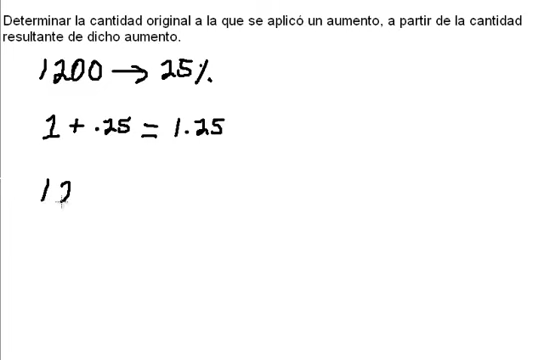 Determinar la cantidad original a la que se aplicó un aumento, a partir de la cantidad
resultante de dicho aumento.
1200 → 25%
1 + .25 = 1.25
12